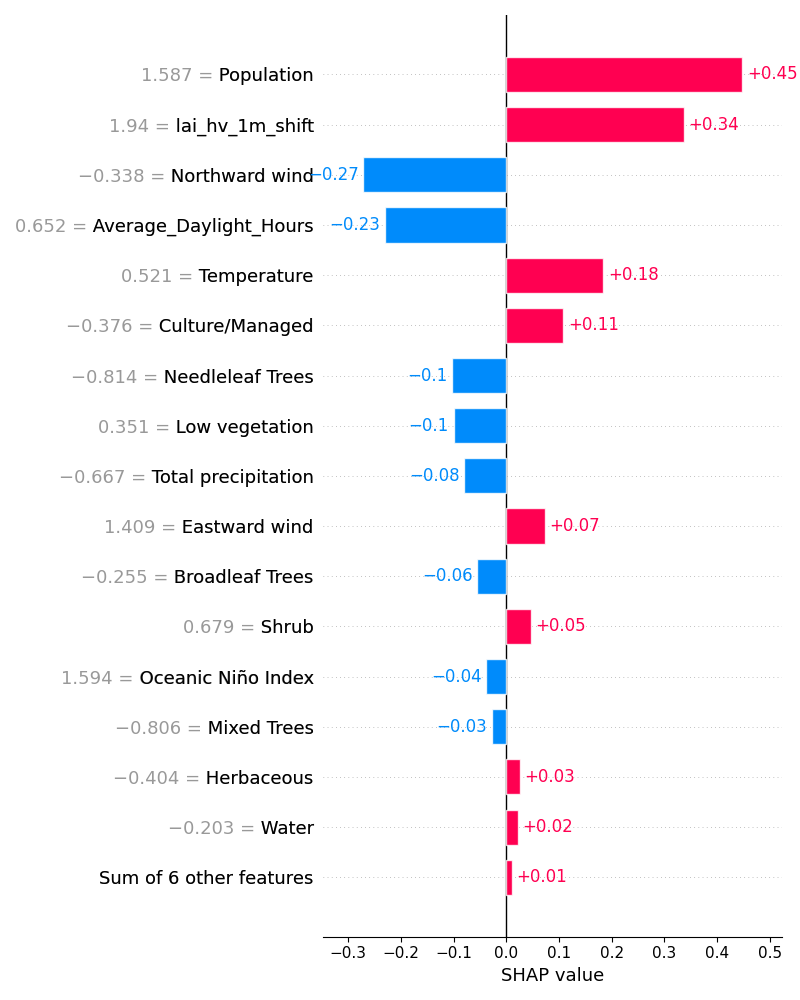 1.587 = Population +0.45
1.94 = lai_hv_1m_shift +0.34
−0.338 = Northward wind −0.27
0.652 = Average_Daylight_Hours −0.23
0.521 = Temperature +0.18
−0.376 = Culture/Managed +0.11
−0.814 = Needleleaf Trees −0.1
0.351 = Low vegetation −0.1
−0.667 = Total precipitation −0.08
1.409 = Eastward wind +0.07
−0.255 = Broadleaf Trees −0.06
0.679 = Shrub +0.05
1.594 = Oceanic Niño Index −0.04
−0.806 = Mixed Trees −0.03
−0.404 = Herbaceous +0.03
−0.203 = Water +0.02
Sum of 6 other features +0.01
−0.3 −0.2 −0.1 0.0 0.1 0.2 0.3 0.4 0.5
SHAP value